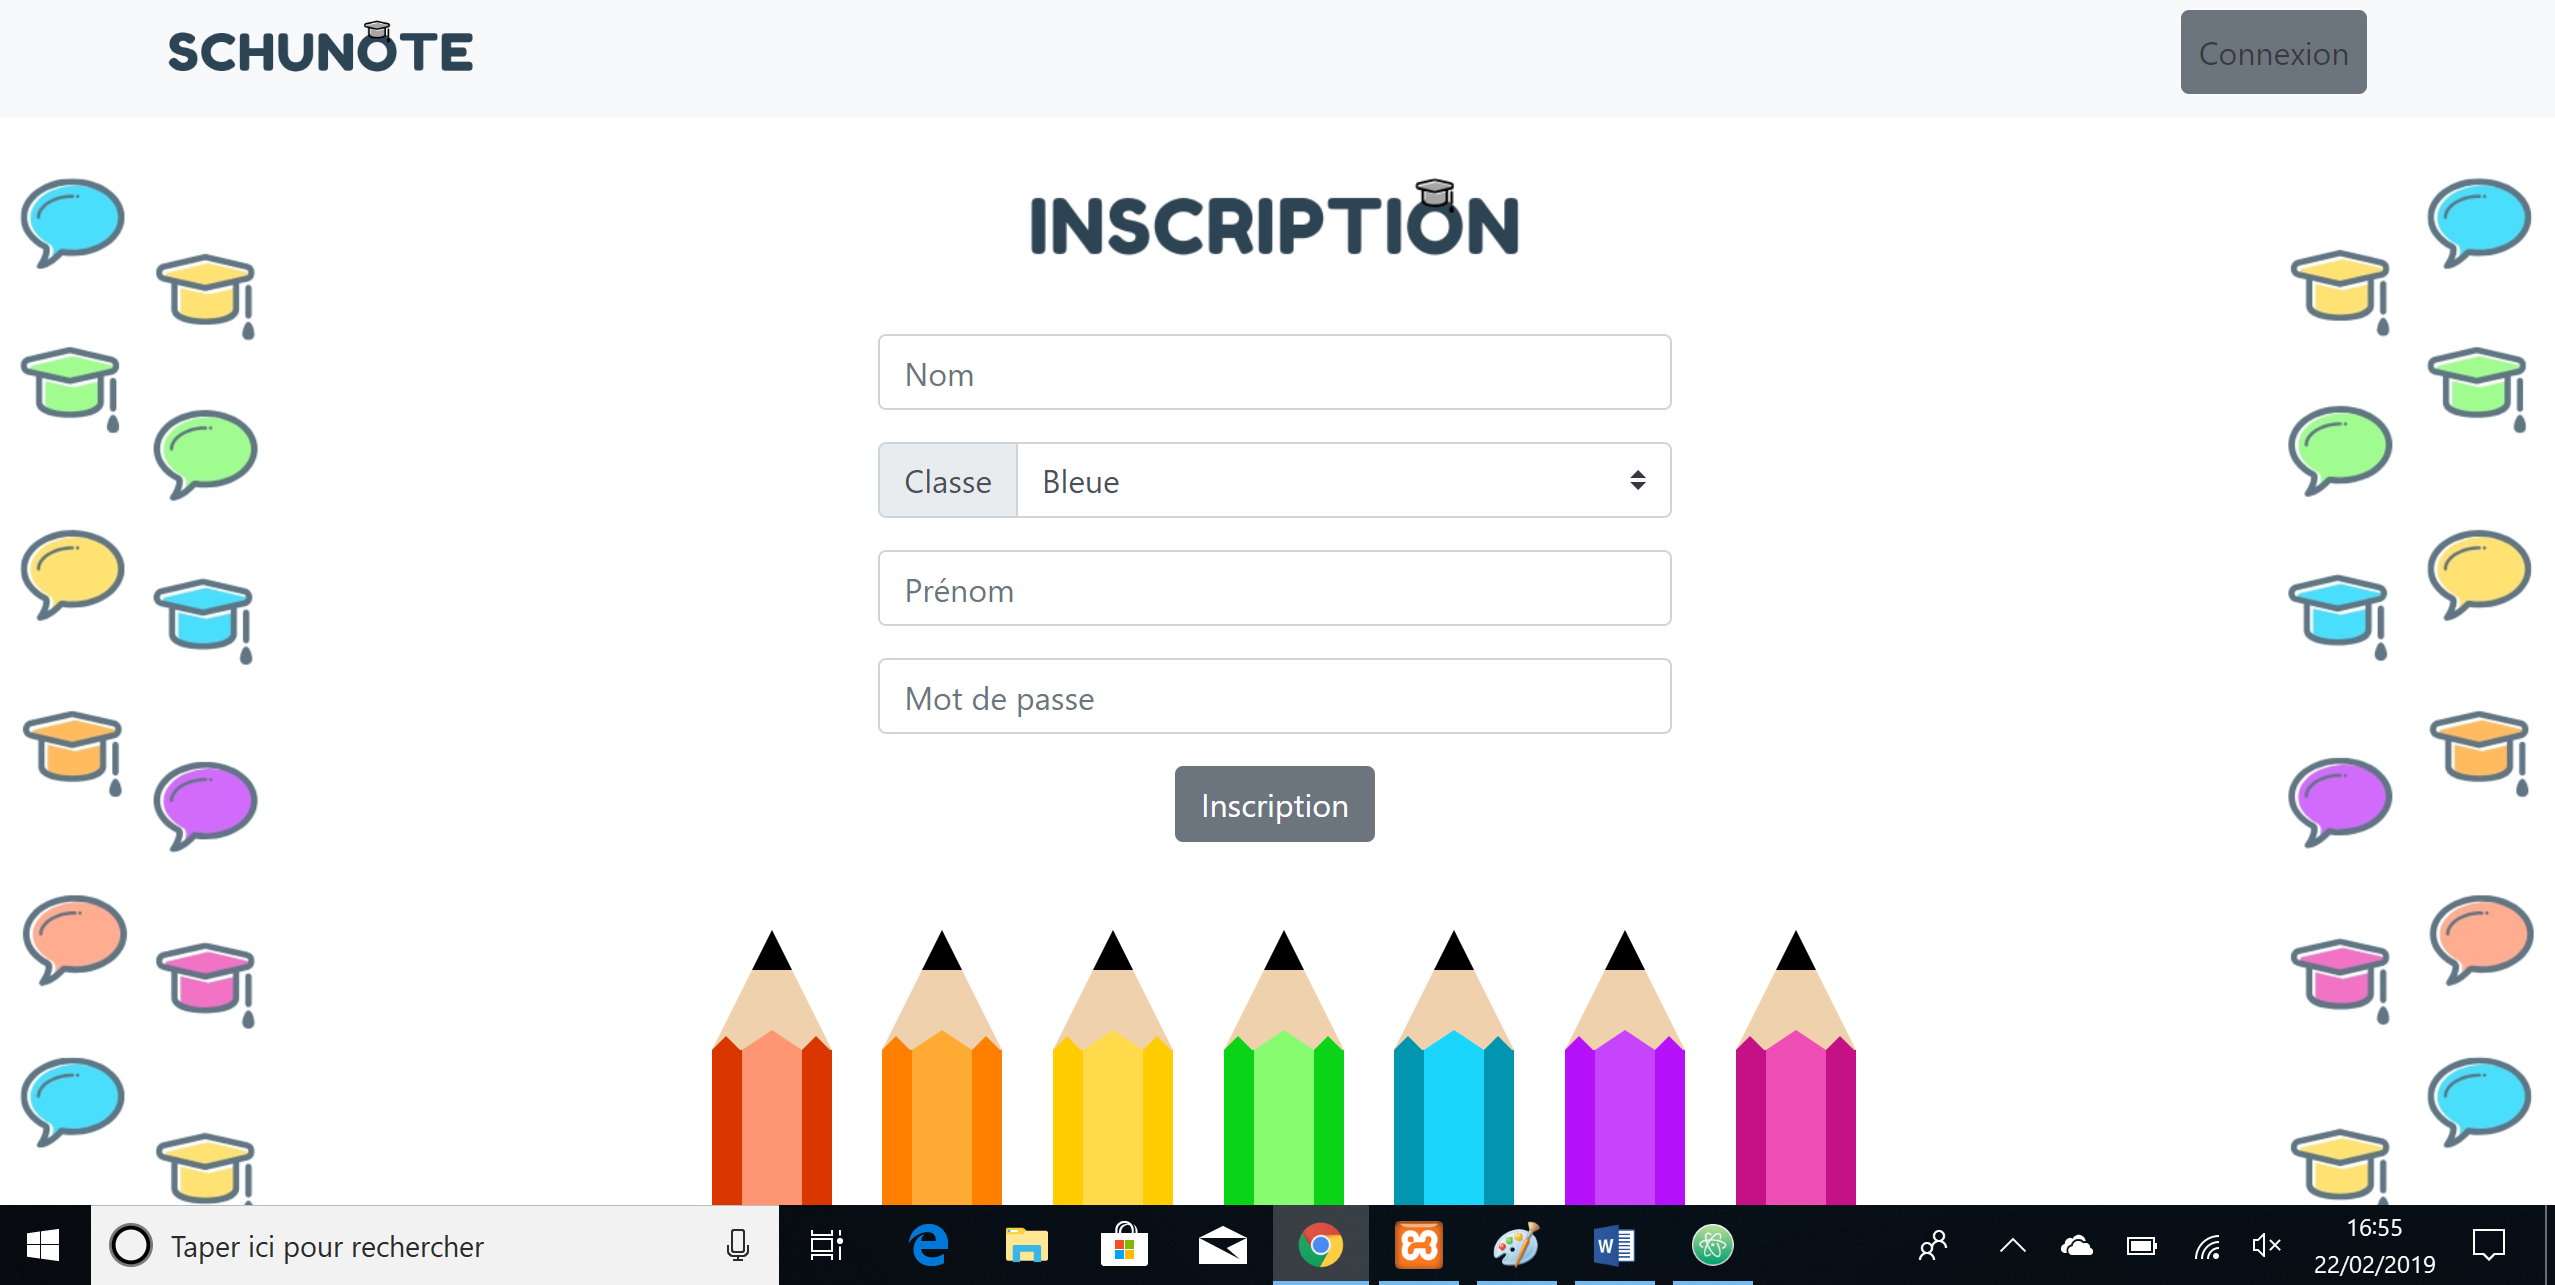 SCHUNOTE
Connexion
INSCRIPTION
Nom
Classe Bleue
Prénom
Mot de passe
Inscription
Taper ici pour rechercher
16:55
22/02/2019